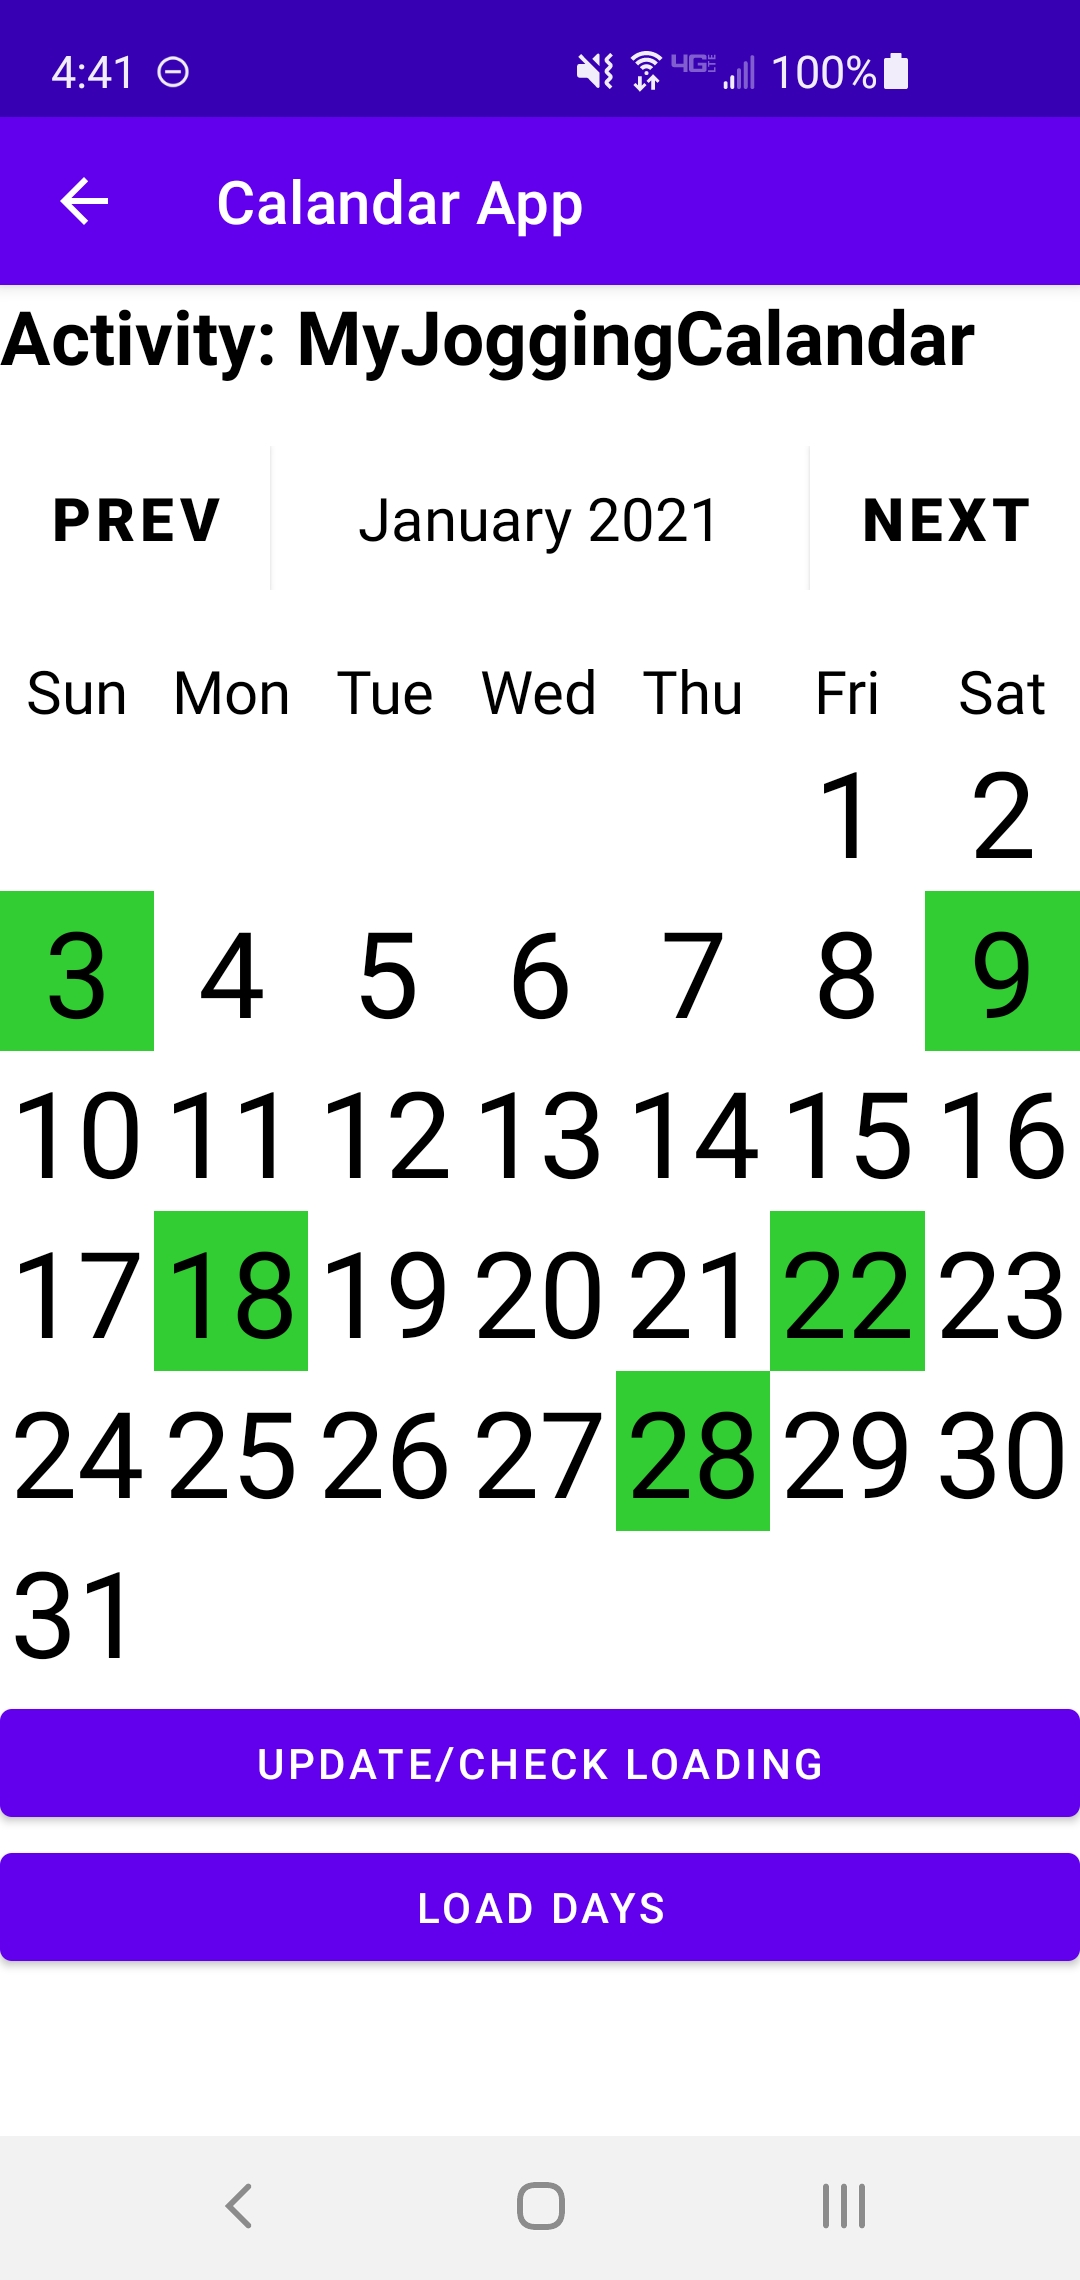 4:41 4G LTE 100%
Calandar App
Activity: MyJoggingCalandar
PREV January 2021 NEXT
Sun Mon Tue Wed Thu Fri Sat
1 2
3 4 5 6 7 8 9
10 11 12 13 14 15 16
17 18 19 20 21 22 23
24 25 26 27 28 29 30
31
UPDATE/CHECK LOADING
LOAD DAYS